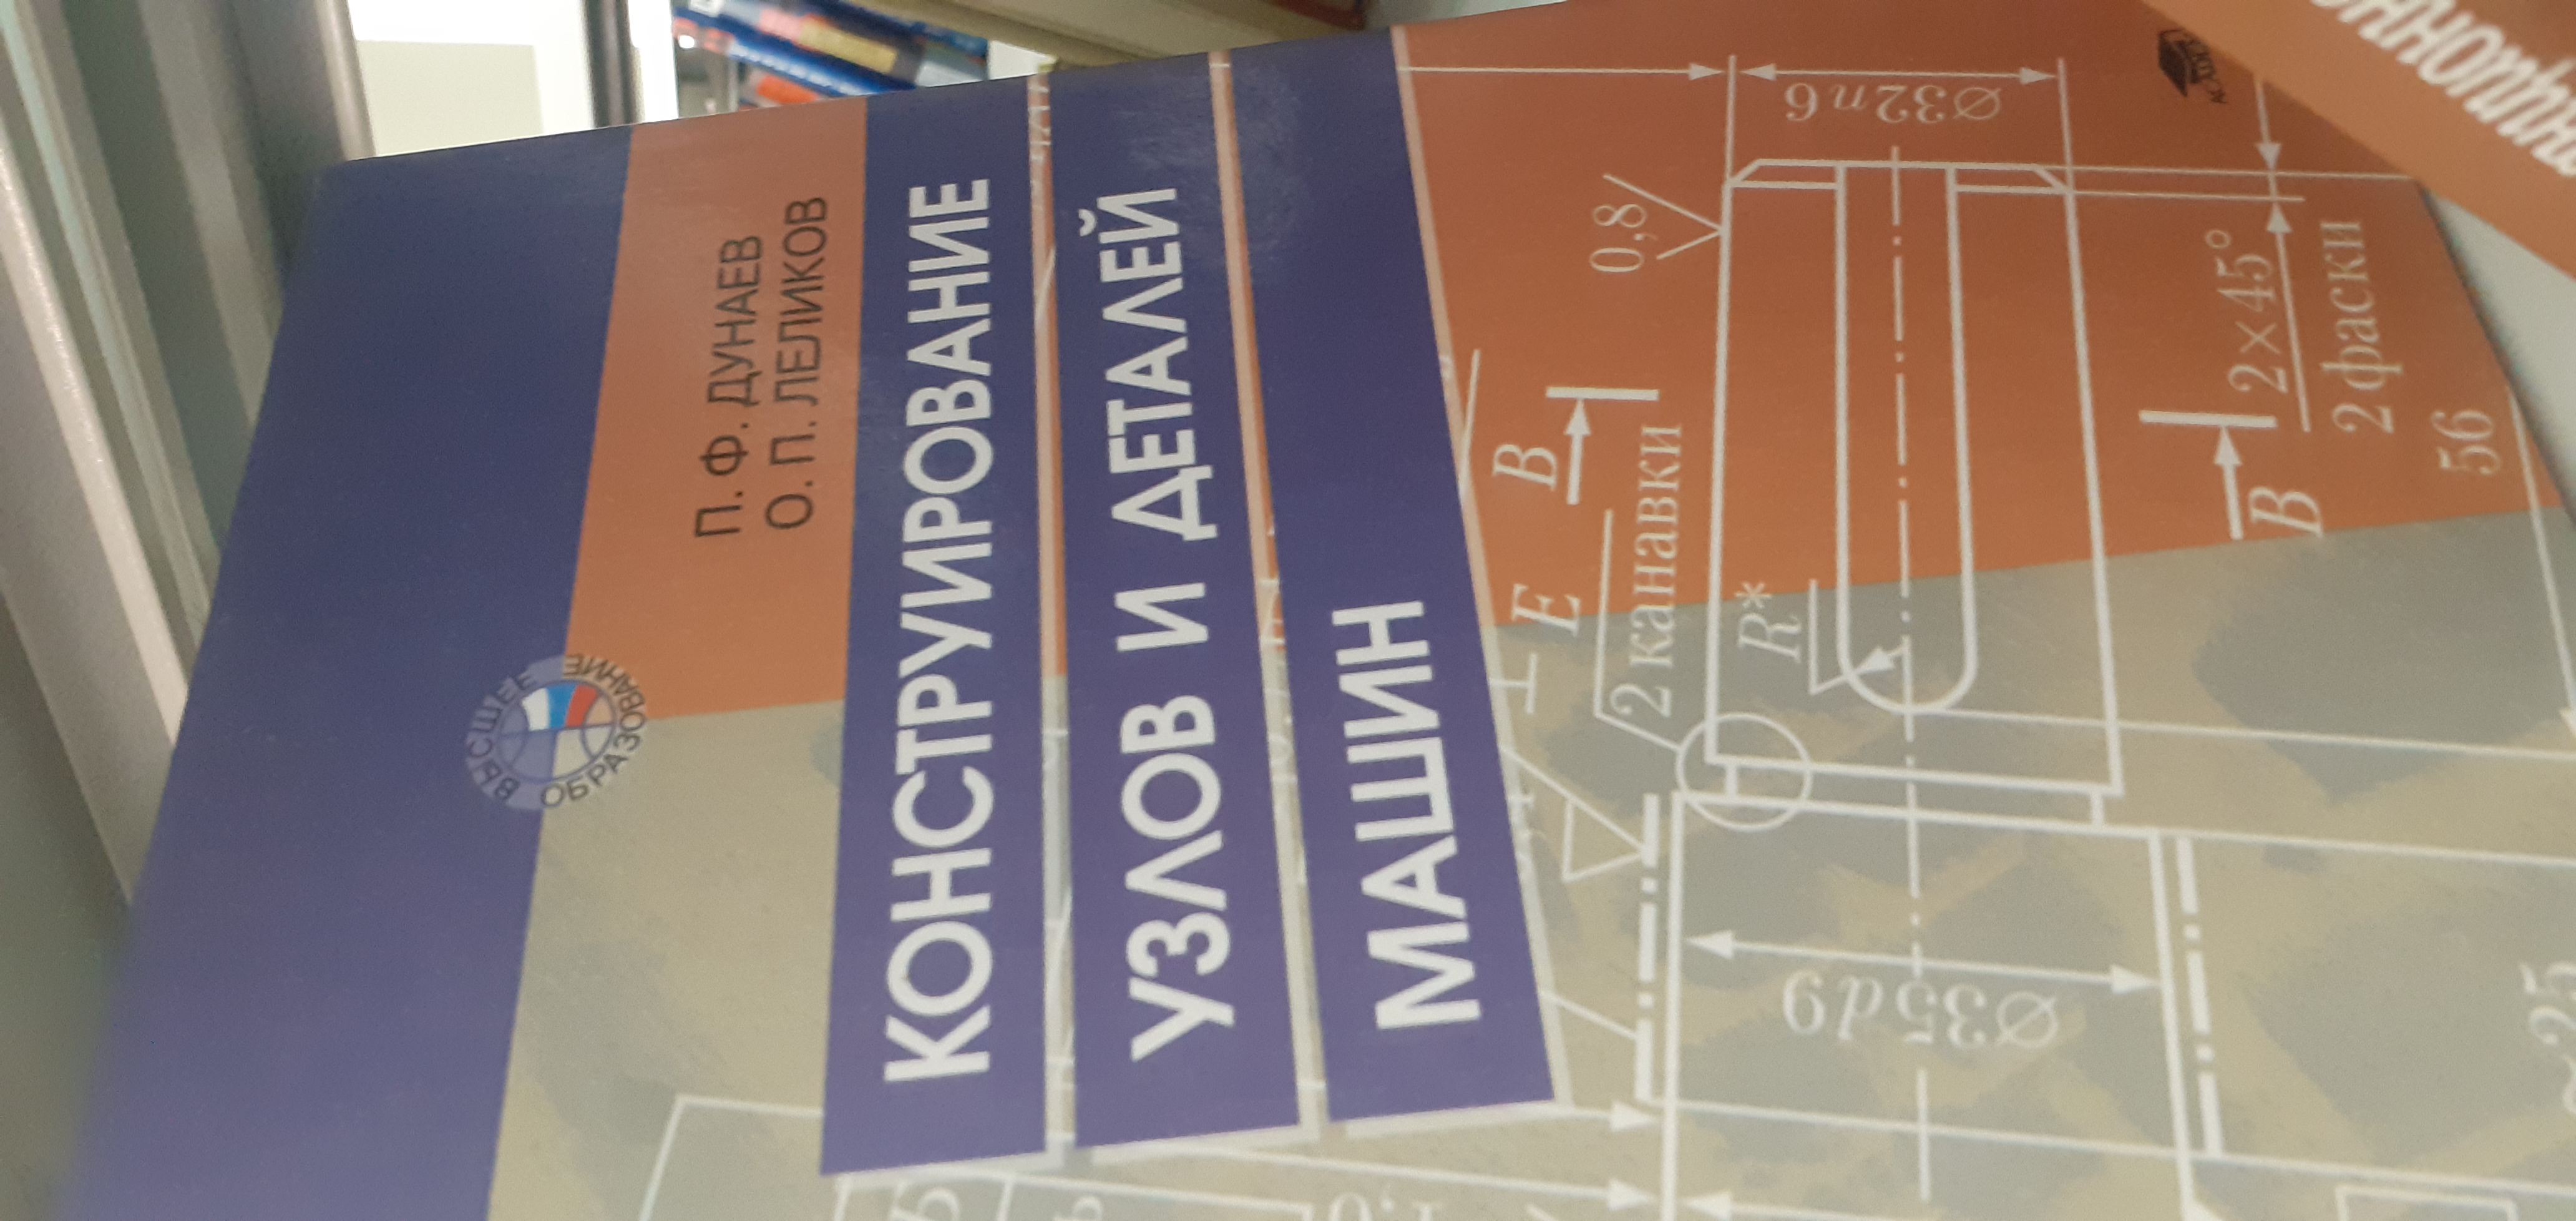 П. Ф. ДУНАЕВ
О. П. ЛЕЛИКОВ
ВЫСШЕЕ ОБРАЗОВАНИЕ
КОНСТРУИРОВАНИЕ
УЗЛОВ И ДЕТАЛЕЙ
МАШИН
⌀32n6
0,8
B
E
2 канавки
R*
B
2×45°
2 фаски
56
⌀35d9
25